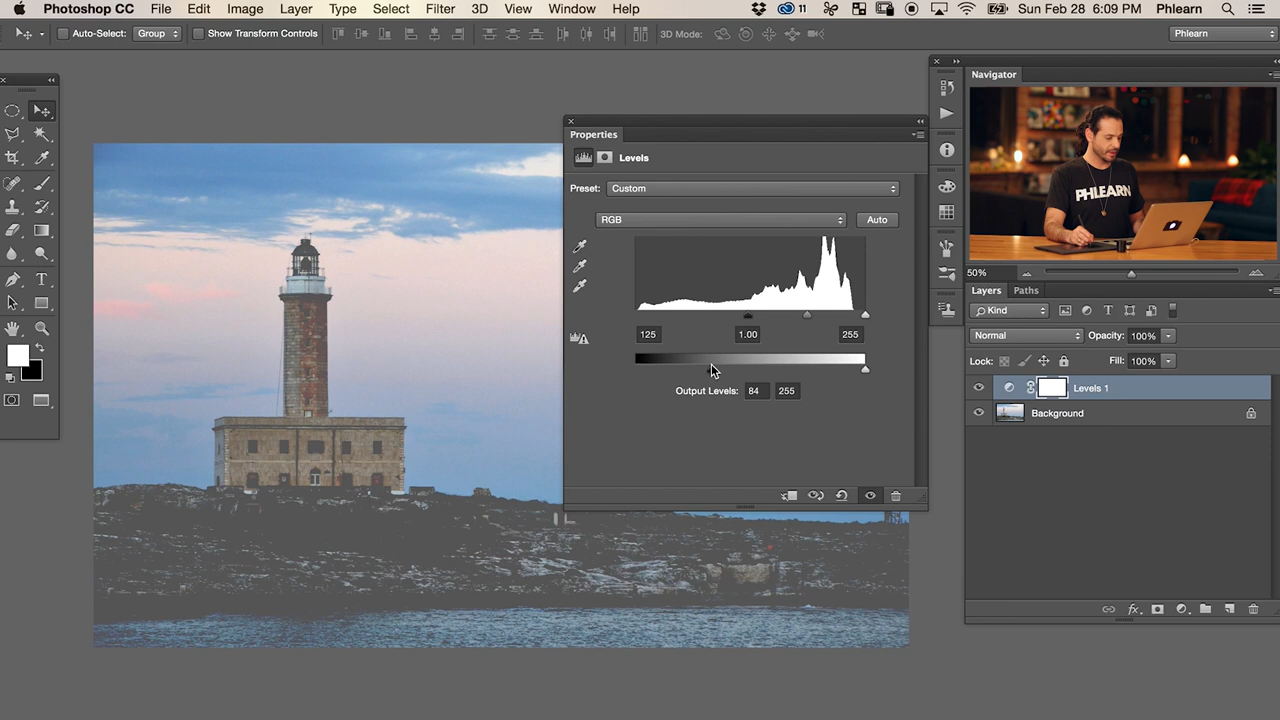 Photoshop CC File Edit Image Layer Type Select Filter 3D View Window Help 11 Sun Feb 28 6:09 PM Phlearn
Auto-Select: Group Show Transform Controls 3D Mode: Phlearn
Navigator
PHLEARN
50%
Properties
Levels
Preset: Custom
RGB Auto
125 1.00 255
Output Levels: 84 255
Layers Paths
Kind
Normal Opacity: 100%
Lock: Fill: 100%
Levels 1
Background